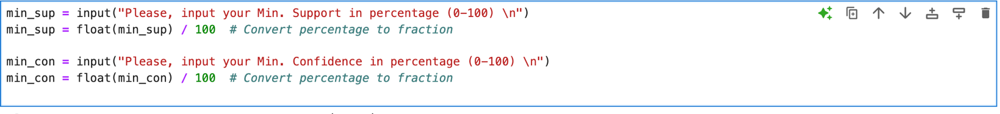 min_sup = input("Please, input your Min. Support in percentage (0-100) \n")
min_sup = float(min_sup) / 100  # Convert percentage to fraction
min_con = input("Please, input your Min. Confidence in percentage (0-100) \n")
min_con = float(min_con) / 100  # Convert percentage to fraction